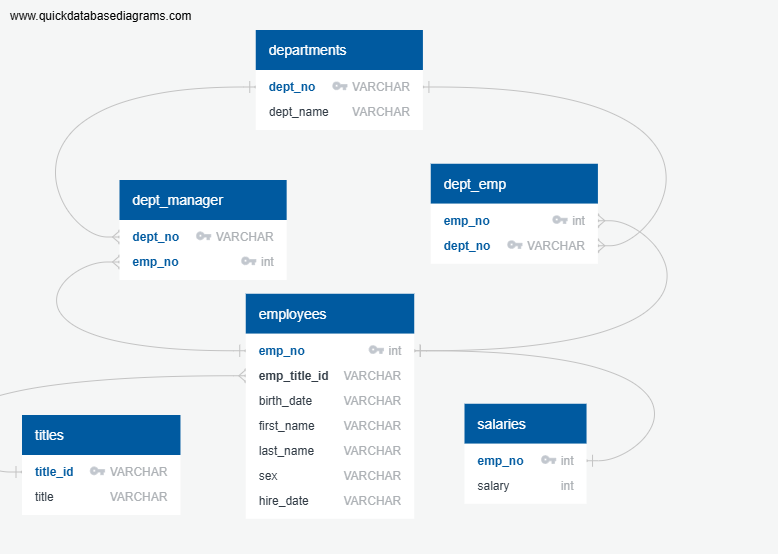 www.quickdatabasediagrams.com
departments
dept_no VARCHAR
dept_name VARCHAR
dept_manager
dept_no VARCHAR
emp_no int
dept_emp
emp_no int
dept_no VARCHAR
employees
emp_no int
emp_title_id VARCHAR
birth_date VARCHAR
first_name VARCHAR
last_name VARCHAR
sex VARCHAR
hire_date VARCHAR
titles
title_id VARCHAR
title VARCHAR
salaries
emp_no int
salary int